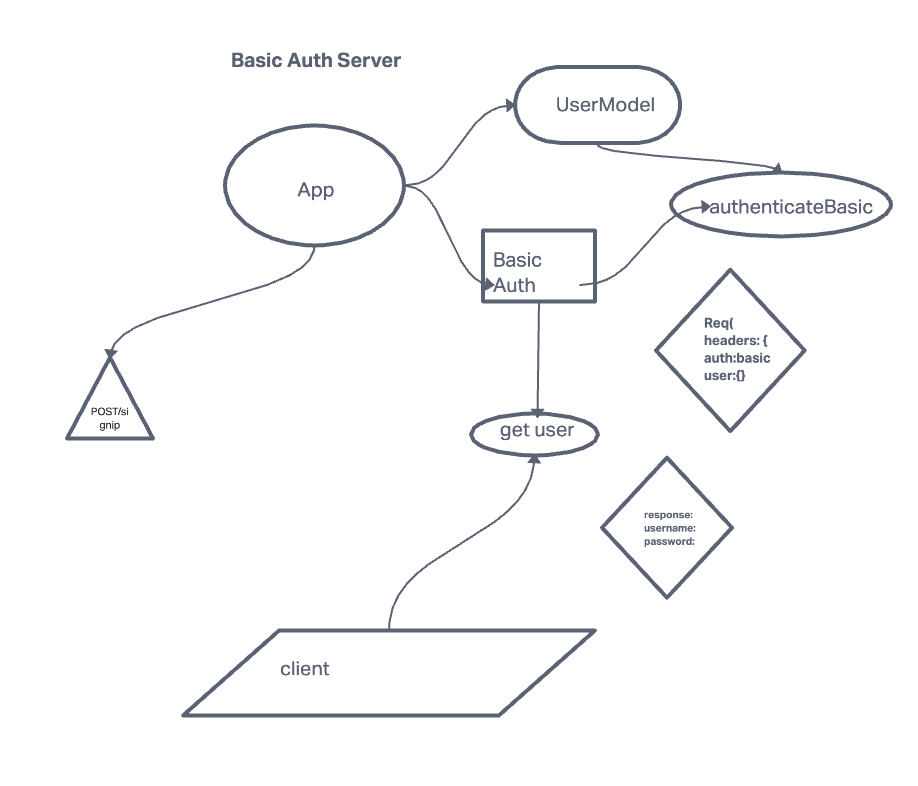 Basic Auth Server
UserModel
App
authenticateBasic
Basic
Auth
Req(
headers: {
auth:basic
user:{}
POST/si
gnip
get user
response:
username:
password:
client